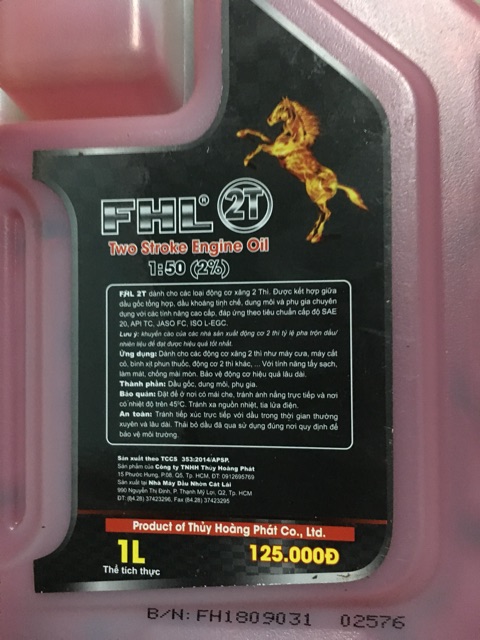 FHL® 2T
Two Stroke Engine Oil
1:50 (2%)
FHL 2T dành cho các loại động cơ xăng 2 Thì. Được kết hợp giữa
dầu gốc tổng hợp, dầu khoáng tinh chế, dung môi và phụ gia chuyên
dụng với các tính năng cao cấp, đáp ứng theo tiêu chuẩn cấp độ SAE
20, API TC, JASO FC, ISO L-EGC.
Lưu ý: khuyến cáo của các nhà sản xuất động cơ 2 thì tỷ lệ pha trộn dầu/
nhiên liệu để đạt được hiệu quả tốt nhất.
Ứng dụng: Dành cho các động cơ xăng 2 thì như máy cưa, máy cắt
cỏ, bình xịt phun thuốc, động cơ 2 thì khác, ... Với tính năng tẩy sạch,
làm mát, chống mài mòn. Bảo vệ động cơ hiệu quả lâu dài.
Thành phần: Dầu gốc, dung môi, phụ gia.
Bảo quản: Đặt để ở nơi có mái che, tránh ánh nắng trực tiếp và nơi
có nhiệt độ trên 45ºC. Tránh xa nguồn nhiệt, tia lửa điện.
An toàn: Tránh tiếp xúc trực tiếp với dầu trong thời gian thường
xuyên và lâu dài. Thải bỏ dầu đã qua sử dụng đúng nơi quy định để
bảo vệ môi trường.
Sản xuất theo TCCS 353:2014/APSP.
Sản phẩm của Công ty TNHH Thủy Hoàng Phát
15 Phước Hưng, P.08, Q5, Tp. HCM, ĐT: 0912695769
Sản xuất tại Nhà Máy Dầu Nhờn Cát Lái
990 Nguyễn Thị Định, P. Thạnh Mỹ Lợi, Q2, Tp. HCM
ĐT: (84.28) 37423296, Fax (84.28) 37423295
Product of Thủy Hoàng Phát Co., Ltd.
1L 125.000Đ
Thể tích thực
B/N: FH1809031 02576